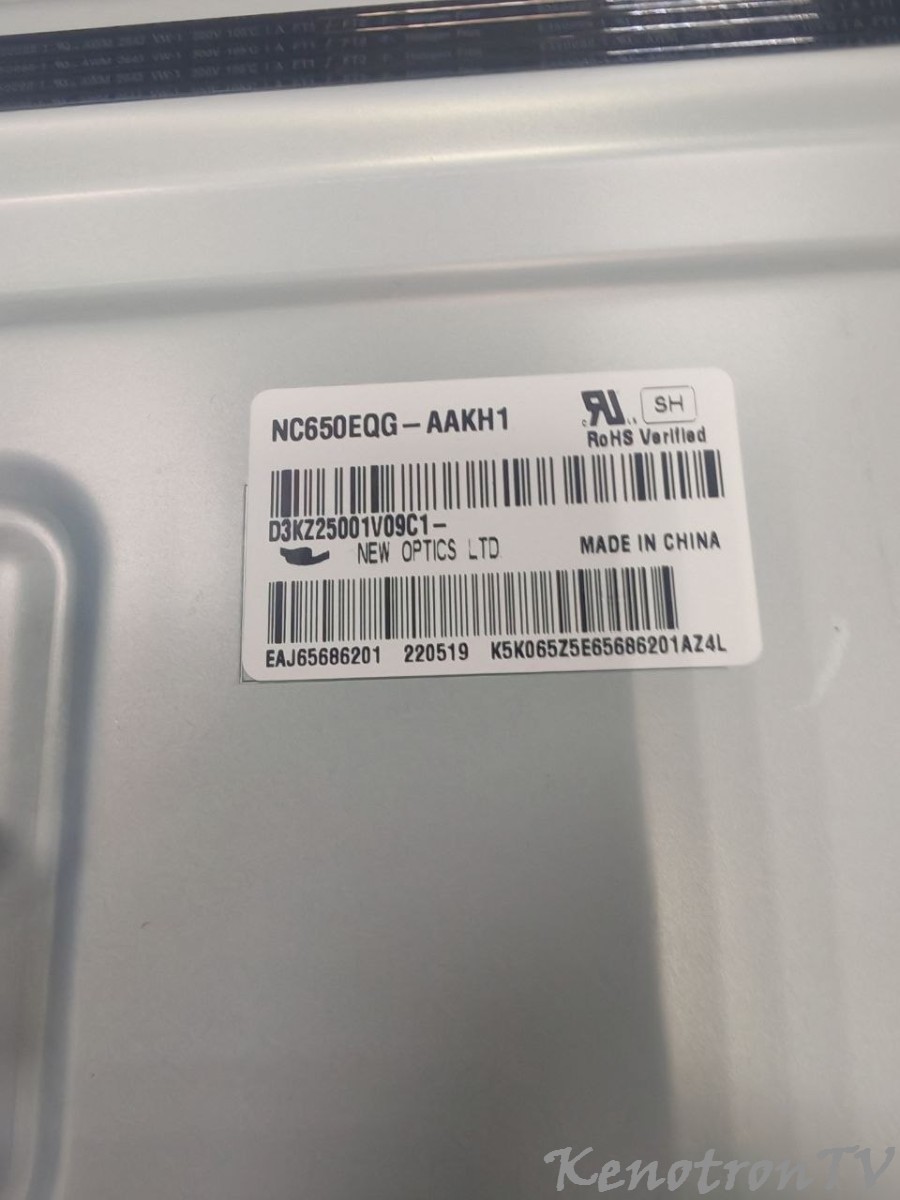 NC650EQG-AAKH1
SH
RoHS Verified
D3KZ25001V09C1-
NEW OPTICS LTD
MADE IN CHINA
EAJ65686201 220519 K5K065Z5E65686201AZ4L
KenotronTV